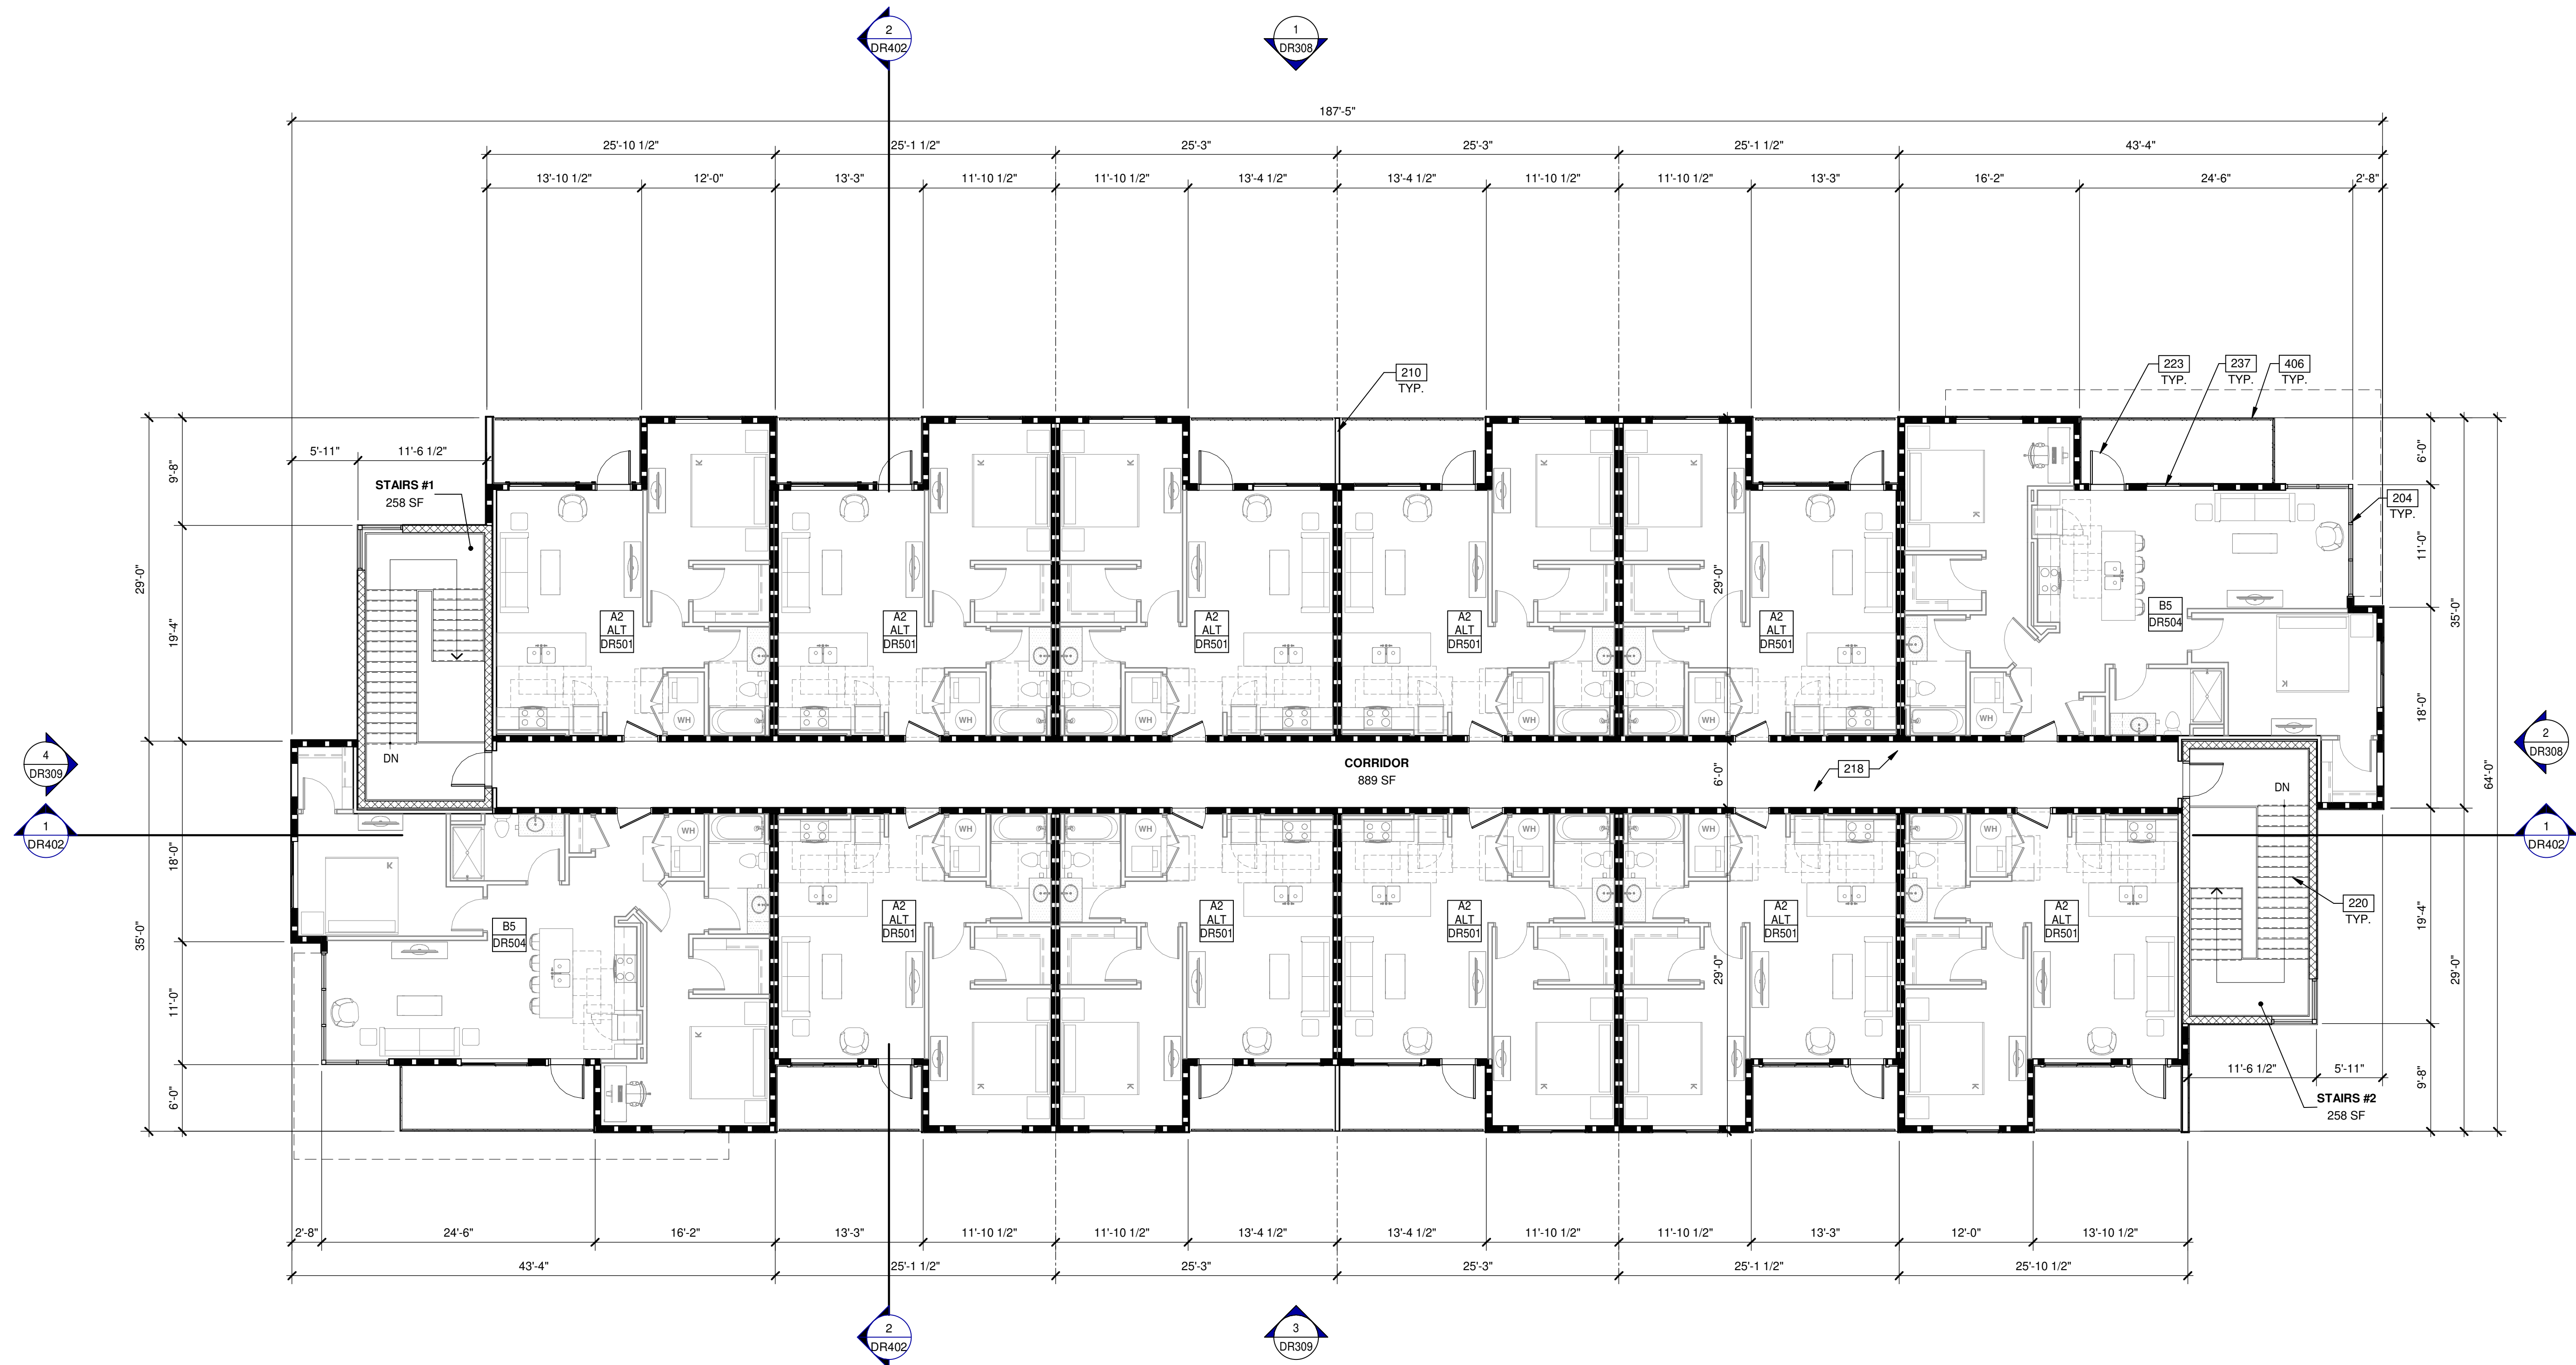 2
DR402
1
DR308
187'-5"
25'-10 1/2"
25'-1 1/2"
25'-3"
25'-3"
25'-1 1/2"
43'-4"
13'-10 1/2"
12'-0"
13'-3"
11'-10 1/2"
11'-10 1/2"
13'-4 1/2"
13'-4 1/2"
11'-10 1/2"
11'-10 1/2"
13'-3"
16'-2"
24'-6"
2'-8"
210
TYP.
223
TYP.
237
TYP.
406
TYP.
204
TYP.
5'-11"
11'-6 1/2"
STAIRS #1
258 SF
9'-8"
29'-0"
19'-4"
6'-0"
11'-0"
35'-0"
18'-0"
64'-0"
29'-0"
K
K
K
K
K
K
K
A2
ALT
DR501
A2
ALT
DR501
A2
ALT
DR501
A2
ALT
DR501
A2
ALT
DR501
B5
DR504
WH
WH
WH
WH
WH
WH
DN
4
DR309
CORRIDOR
889 SF
6'-0"
218
2
DR308
DN
1
DR402
1
DR402
WH
WH
WH
WH
WH
WH
18'-0"
35'-0"
11'-0"
6'-0"
K
B5
DR504
A2
ALT
DR501
A2
ALT
DR501
A2
ALT
DR501
A2
ALT
DR501
A2
ALT
DR501
220
TYP.
19'-4"
29'-0"
9'-8"
29'-0"
K
K
K
K
K
K
11'-6 1/2"
5'-11"
STAIRS #2
258 SF
2'-8"
24'-6"
16'-2"
13'-3"
11'-10 1/2"
11'-10 1/2"
13'-4 1/2"
13'-4 1/2"
11'-10 1/2"
11'-10 1/2"
13'-3"
12'-0"
13'-10 1/2"
43'-4"
25'-1 1/2"
25'-3"
25'-3"
25'-1 1/2"
25'-10 1/2"
2
DR402
3
DR309